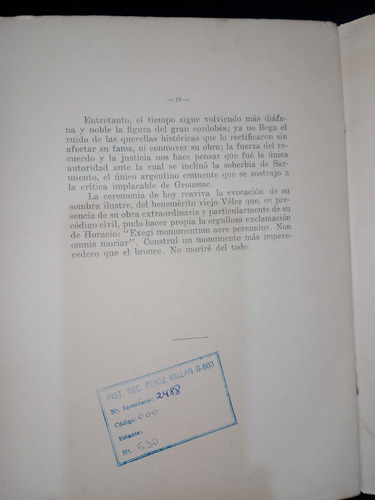 —18—
Entretanto, el tiempo sigue volviendo más diáfa-
na y noble la figura del gran cordobés; ya no llega el
ruido de las querellas históricas que lo rectificaron sin
afectar su fama, ni conmover su obra; la fuerza del re-
cuerdo y la justicia nos hace pensar que fué la única
autoridad ante la cual se inclinó la soberbia de Sar-
miento, el único argentino eminente que se sustrajo a
la crítica implacable de Groussac.
La ceremonia de hoy reaviva la evocación de su
sombra ilustre, del benemérito viejo Vélez que, en pre-
sencia de su obra extraordinaria y particularmente de su
código civil, pudo hacer propia la orgullosa exclamación
de Horacio: "Exegi monumentum aere perennius. Non
omnis moriar". Construí un monumento más impere-
cedero que el bronce. No moriré del todo.
INST. SEC. PEREZ MILLAN B-603
Nº. Inventario: 2488
Código: 000
Estante:
Nº. 530